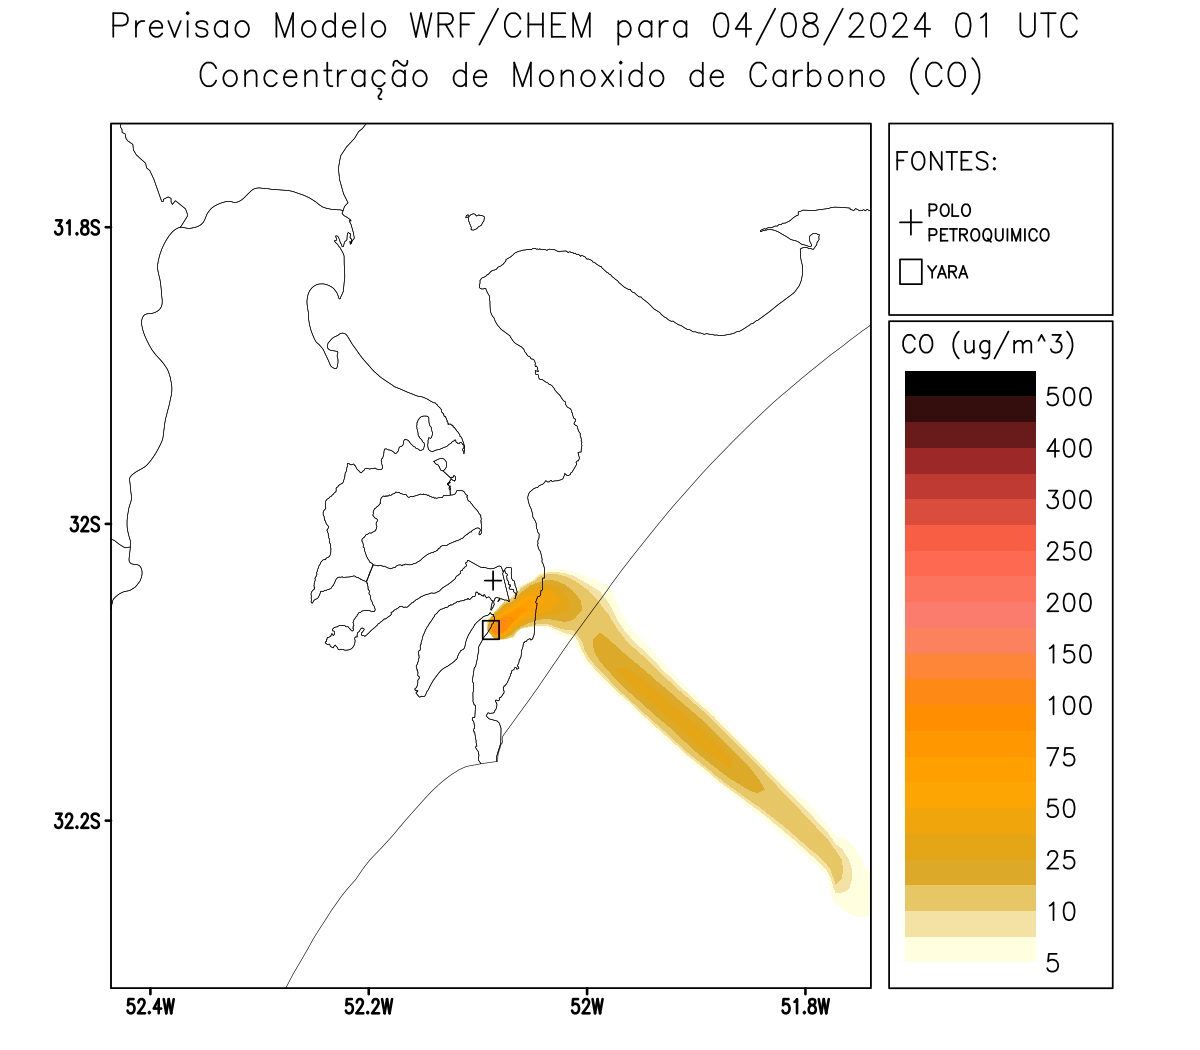 Previsao Modelo WRF/CHEM para 04/08/2024 01 UTC
Concentração de Monoxido de Carbono (CO)
FONTES:
POLO
PETROQUIMICO
YARA
CO (ug/m^3)
500
400
300
250
200
150
100
75
50
25
10
5
31.8S
32S
32.2S
52.4W
52.2W
52W
51.8W